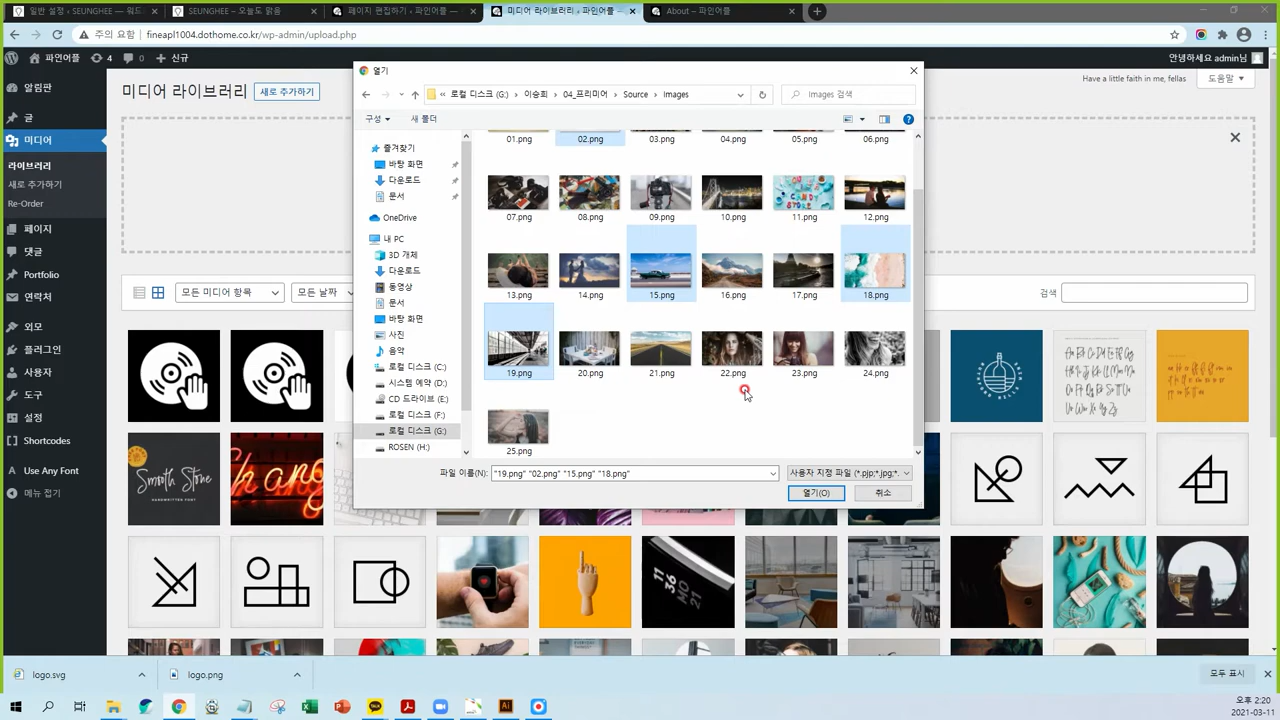 일반 설정 ‹ SEUNGHEE — 워드
SEUNGHEE – 오늘도 맑음
페이지 편집하기 ‹ 파인어플 —
미디어 라이브러리 ‹ 파인어플 —
About – 파인어플
주의 요함
fineapl1004.dothome.co.kr/wp-admin/upload.php
파인어플
4
0
신규
안녕하세요 admin님
알림판
글
미디어
라이브러리
새로 추가하기
Re-Order
페이지
댓글
Portfolio
연락처
외모
플러그인
사용자
도구
설정
Shortcodes
Use Any Font
메뉴 접기
미디어 라이브러리
새로 추가하기
Have a little faith in me, fellas
도움말
모든 미디어 항목
모든 날짜
검색
열기
로컬 디스크 (G:)
이승희
04_프리미어
Source
Images
Images 검색
구성
새 폴더
즐겨찾기
바탕 화면
다운로드
문서
OneDrive
내 PC
3D 개체
다운로드
동영상
문서
바탕 화면
사진
음악
로컬 디스크 (C:)
시스템 예약 (D:)
CD 드라이브 (E:)
로컬 디스크 (F:)
로컬 디스크 (G:)
ROSEN (H:)
01.png
02.png
03.png
04.png
05.png
06.png
07.png
08.png
09.png
10.png
11.png
12.png
13.png
14.png
15.png
16.png
17.png
18.png
19.png
20.png
21.png
22.png
23.png
24.png
25.png
파일 이름(N):
"19.png" "02.png" "15.png" "18.png"
사용자 지정 파일 (*.pjp;*.jpg;*.
열기(O)
취소
Smooth
Stone
logo.svg
logo.png
모두 표시
오후 2:20
2021-03-11